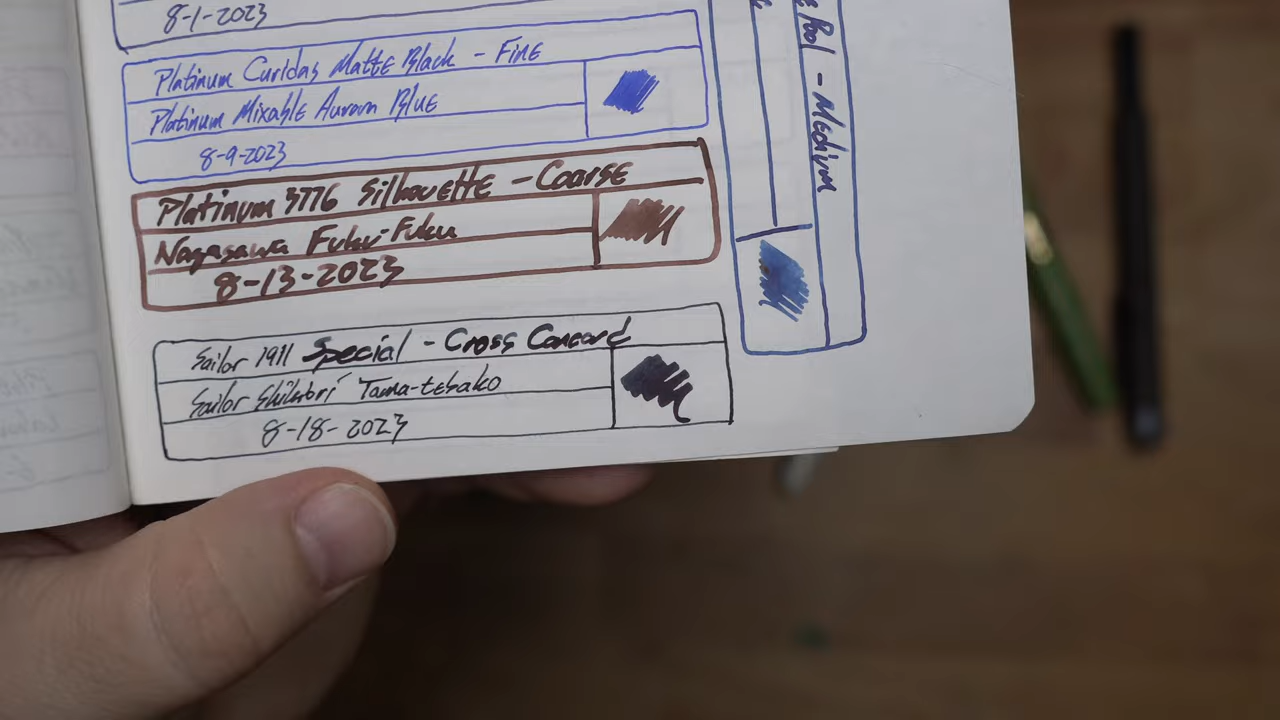 8-1-2023
Platinum Curidas Matte Black - Fine
Platinum Mixable Aurora Blue
8-9-2023
Platinum 3776 Silhouette - Coarse
Nagasawa Fuku-Fuku
8-13-2023
Sailor 1911 Special - Cross Concord
Sailor Shikiori Tama-tebako
8-18-2023
Pool - Medium